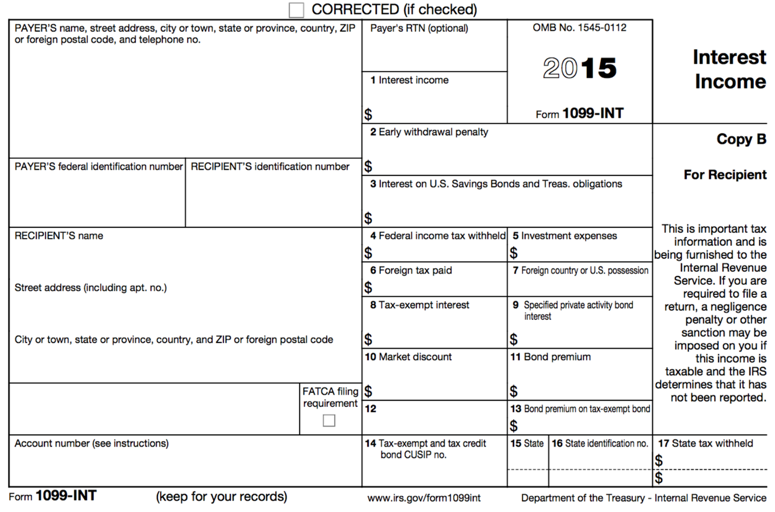 CORRECTED (if checked)
PAYER'S name, street address, city or town, state or province, country, ZIP
or foreign postal code, and telephone no.
Payer's RTN (optional)
1 Interest income
$
OMB No. 1545-0112
2015
Form 1099-INT
Interest
Income
2 Early withdrawal penalty
$
Copy B
For Recipient
PAYER'S federal identification number
RECIPIENT'S identification number
3 Interest on U.S. Savings Bonds and Treas. obligations
$
This is important tax
information and is
being furnished to the
Internal Revenue
Service. If you are
required to file a
return, a negligence
penalty or other
sanction may be
imposed on you if
this income is
taxable and the IRS
determines that it has
not been reported.
RECIPIENT'S name
Street address (including apt. no.)
City or town, state or province, country, and ZIP or foreign postal code
4 Federal income tax withheld
$
5 Investment expenses
$
6 Foreign tax paid
$
7 Foreign country or U.S. possession
8 Tax-exempt interest
$
9 Specified private activity bond
interest
$
10 Market discount
$
11 Bond premium
$
FATCA filing
requirement
12
13 Bond premium on tax-exempt bond
$
Account number (see instructions)
14 Tax-exempt and tax credit
bond CUSIP no.
15 State
16 State identification no.
17 State tax withheld
$
$
Form 1099-INT
(keep for your records)
www.irs.gov/form1099int
Department of the Treasury - Internal Revenue Service